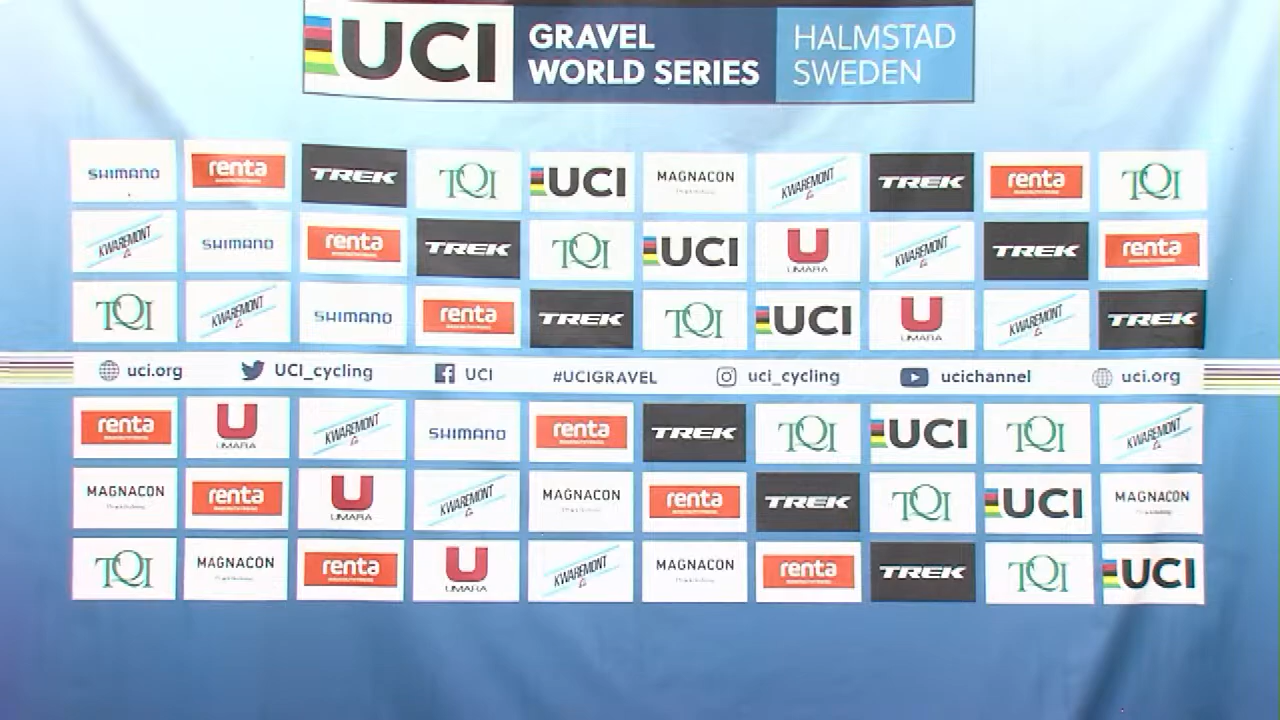 UCI GRAVEL WORLD SERIES HALMSTAD SWEDEN
SHIMANO renta TREK TQI UCI MAGNACON KWAREMONT TREK renta TQI
KWAREMONT SHIMANO renta TREK TQI UCI UMARA KWAREMONT TREK renta
TQI KWAREMONT SHIMANO renta TREK TQI UCI UMARA KWAREMONT TREK
uci.org UCI_cycling UCI #UCIGRAVEL uci_cycling ucichannel uci.org
renta UMARA KWAREMONT SHIMANO renta TREK TQI UCI TQI KWAREMONT
MAGNACON renta UMARA KWAREMONT MAGNACON renta TREK TQI UCI MAGNACON
TQI MAGNACON renta UMARA KWAREMONT MAGNACON renta TREK TQI UCI